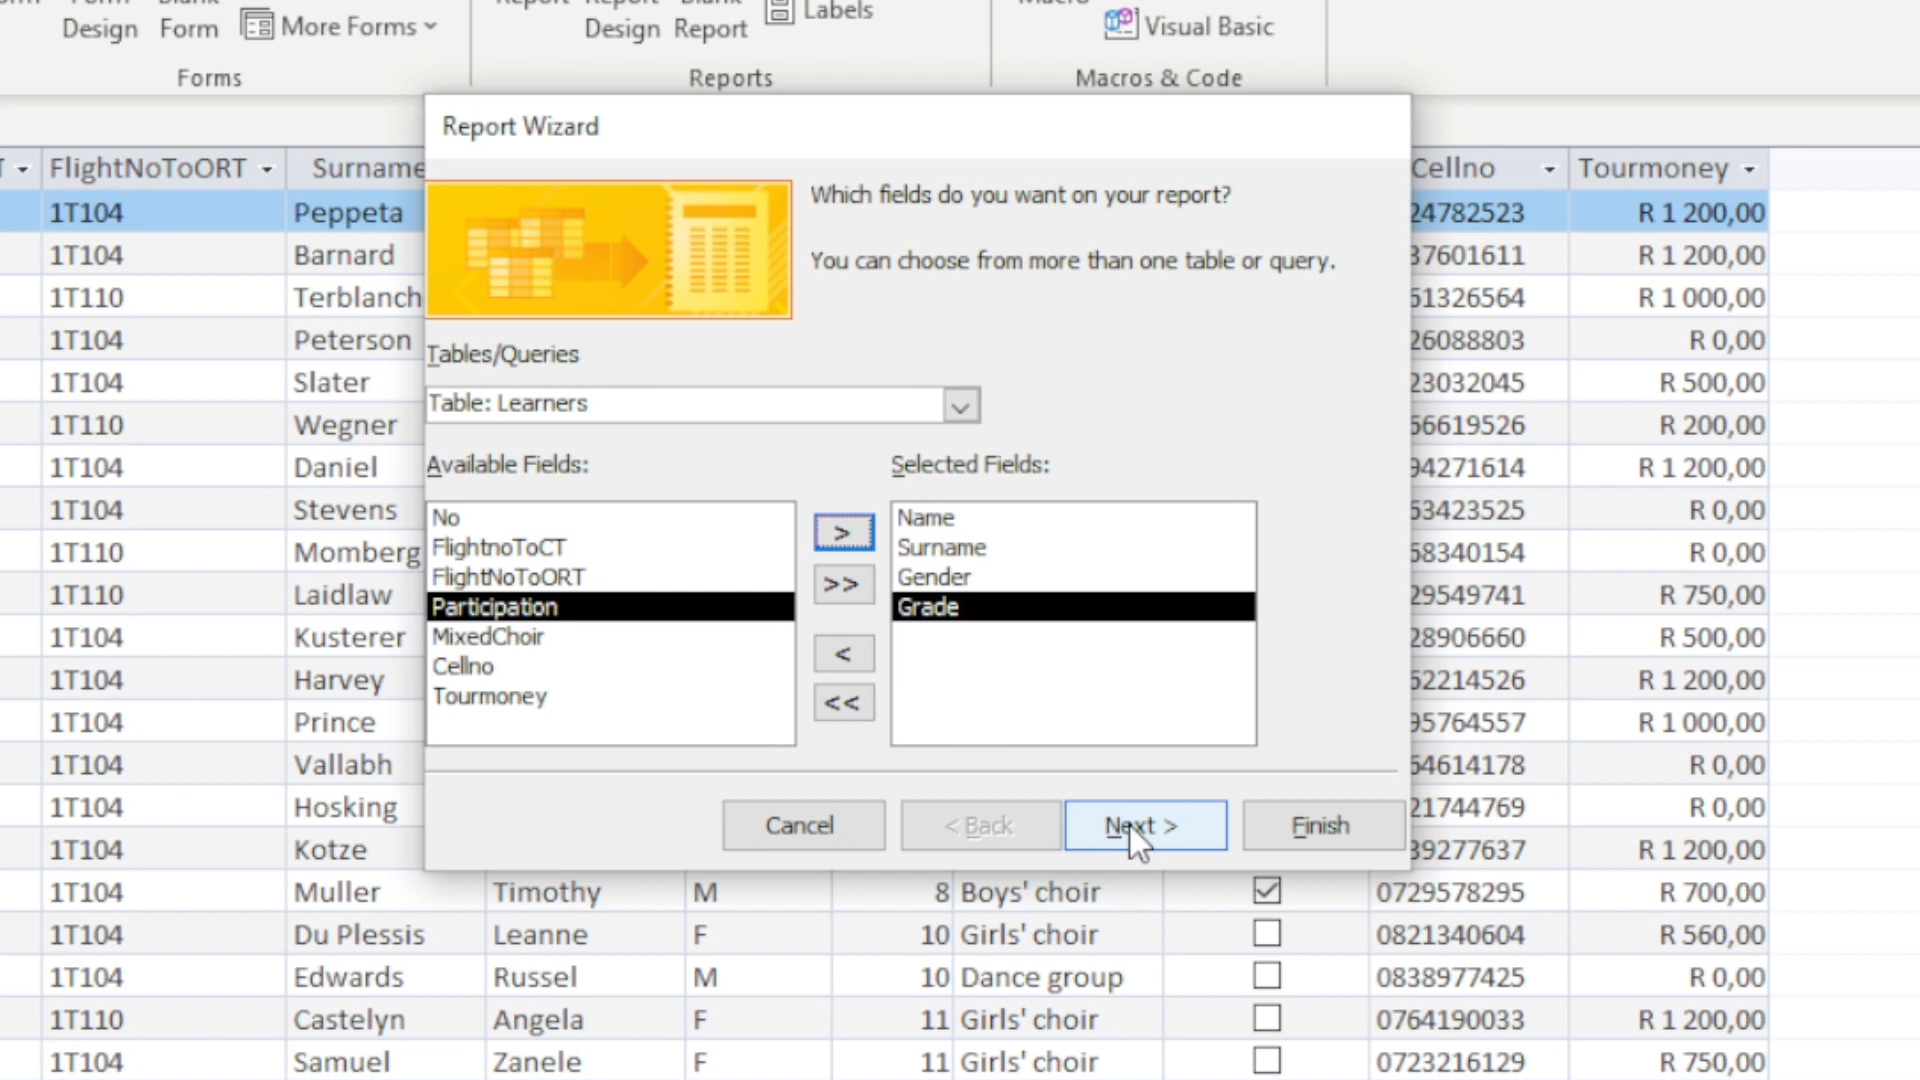 Design Form More Forms
Report Design Report Labels
Visual Basic
Forms Reports Macros & Code
Report Wizard
Which fields do you want on your report?
You can choose from more than one table or query.
Tables/Queries
Table: Learners
Available Fields: Selected Fields:
No
FlightnoToCT
FlightNoToORT
Participation
MixedChoir
Cellno
Tourmoney
>
>>
<
<<
Name
Surname
Gender
Grade
Cancel < Back Next > Finish
FlightNoToORT Surname Cellno Tourmoney
1T104 Peppeta 24782523 R 1 200,00
1T104 Barnard 37601611 R 1 200,00
1T110 Terblanch 61326564 R 1 000,00
1T104 Peterson 26088803 R 0,00
1T104 Slater 23032045 R 500,00
1T110 Wegner 66619526 R 200,00
1T104 Daniel 94271614 R 1 200,00
1T104 Stevens 63423525 R 0,00
1T110 Momberg 68340154 R 0,00
1T110 Laidlaw 29549741 R 750,00
1T104 Kusterer 28906660 R 500,00
1T104 Harvey 62214526 R 1 200,00
1T104 Prince 95764557 R 1 000,00
1T104 Vallabh 64614178 R 0,00
1T104 Hosking 21744769 R 0,00
1T104 Kotze 39277637 R 1 200,00
1T104 Muller Timothy M 8 Boys' choir 0729578295 R 700,00
1T104 Du Plessis Leanne F 10 Girls' choir 0821340604 R 560,00
1T104 Edwards Russel M 10 Dance group 0838977425 R 0,00
1T110 Castelyn Angela F 11 Girls' choir 0764190033 R 1 200,00
1T104 Samuel Zanele F 11 Girls' choir 0723216129 R 750,00